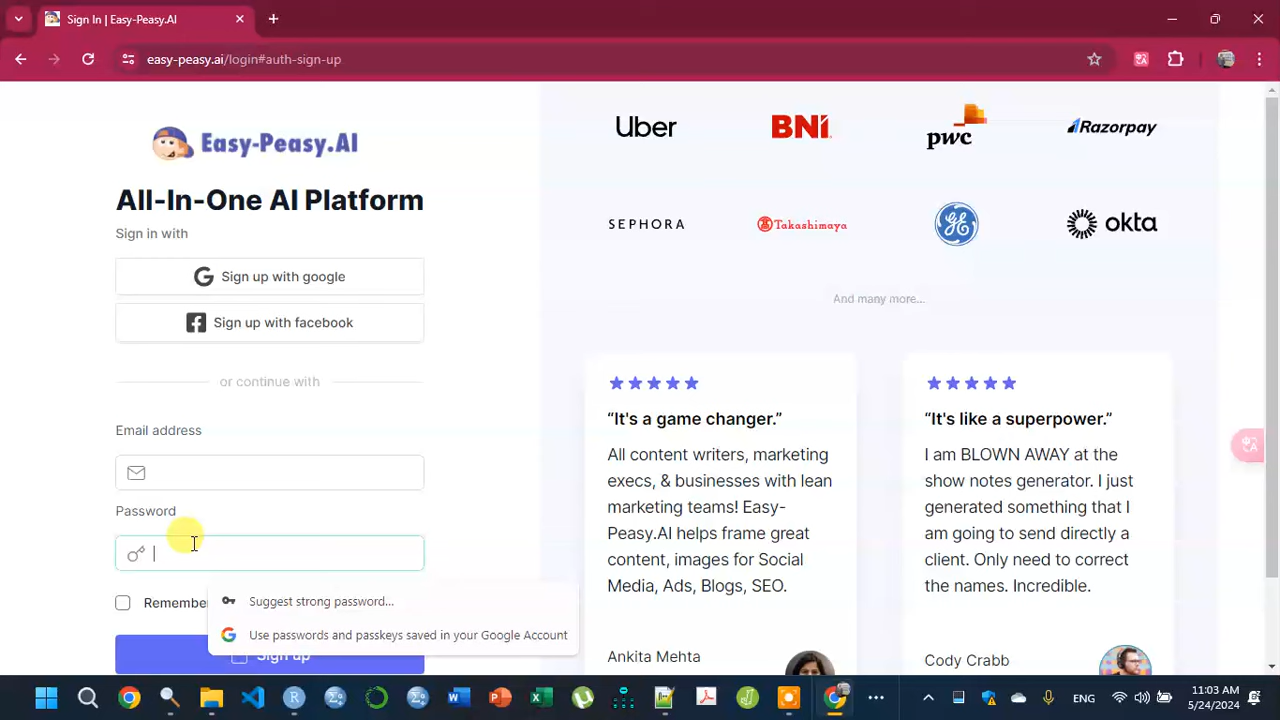 Sign In | Easy-Peasy.AI
easy-peasy.ai/login#auth-sign-up
Easy-Peasy.AI
All-In-One AI Platform
Sign in with
Sign up with google
Sign up with facebook
or continue with
Email address
Password
Remember
Suggest strong password...
Use passwords and passkeys saved in your Google Account
Sign up
Uber
BNI
pwc
Razorpay
SEPHORA
Takashimaya
GE
okta
And many more...
“It's a game changer.”
All content writers, marketing
execs, & businesses with lean
marketing teams! Easy-
Peasy.AI helps frame great
content, images for Social
Media, Ads, Blogs, SEO.
Ankita Mehta
“It's like a superpower.”
I am BLOWN AWAY at the
show notes generator. I just
generated something that I
am going to send directly a
client. Only need to correct
the names. Incredible.
Cody Crabb
ENG
11:03 AM
5/24/2024